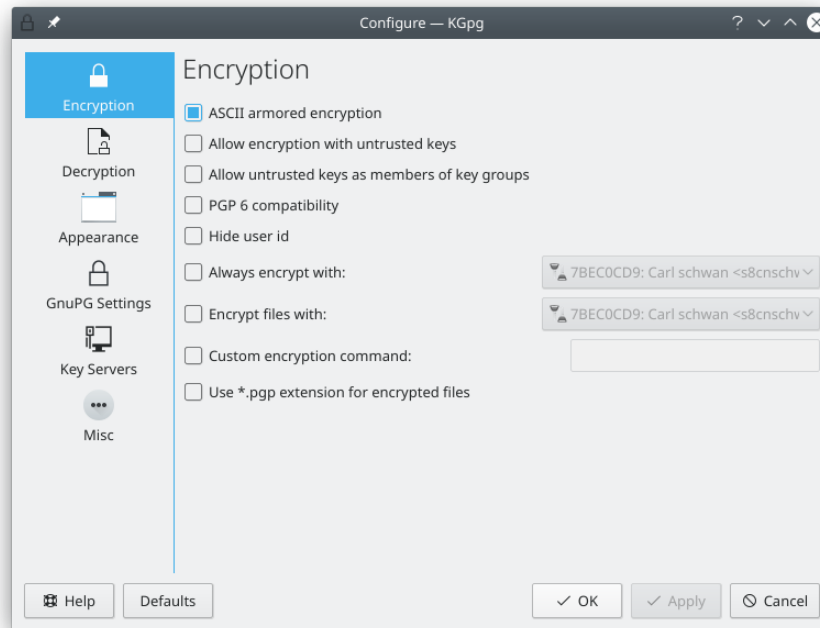 Configure — KGpg
?
Encryption
Decryption
Appearance
GnuPG Settings
Key Servers
Misc
Encryption
ASCII armored encryption
Allow encryption with untrusted keys
Allow untrusted keys as members of key groups
PGP 6 compatibility
Hide user id
Always encrypt with: 7BEC0CD9: Carl schwan <s8cnschw
Encrypt files with: 7BEC0CD9: Carl schwan <s8cnschw
Custom encryption command:
Use *.pgp extension for encrypted files
Help Defaults OK Apply Cancel